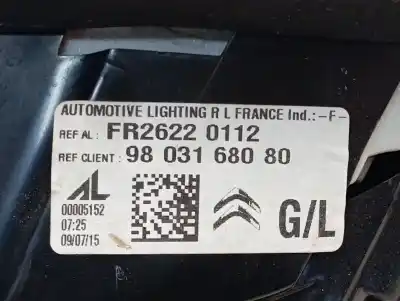 AUTOMOTIVE LIGHTING R L FRANCE Ind.: -F-
REF AL : FR2622 0112
REF CLIENT : 98 031 680 80
AL
00005152
07:25
09/07/15
G/L